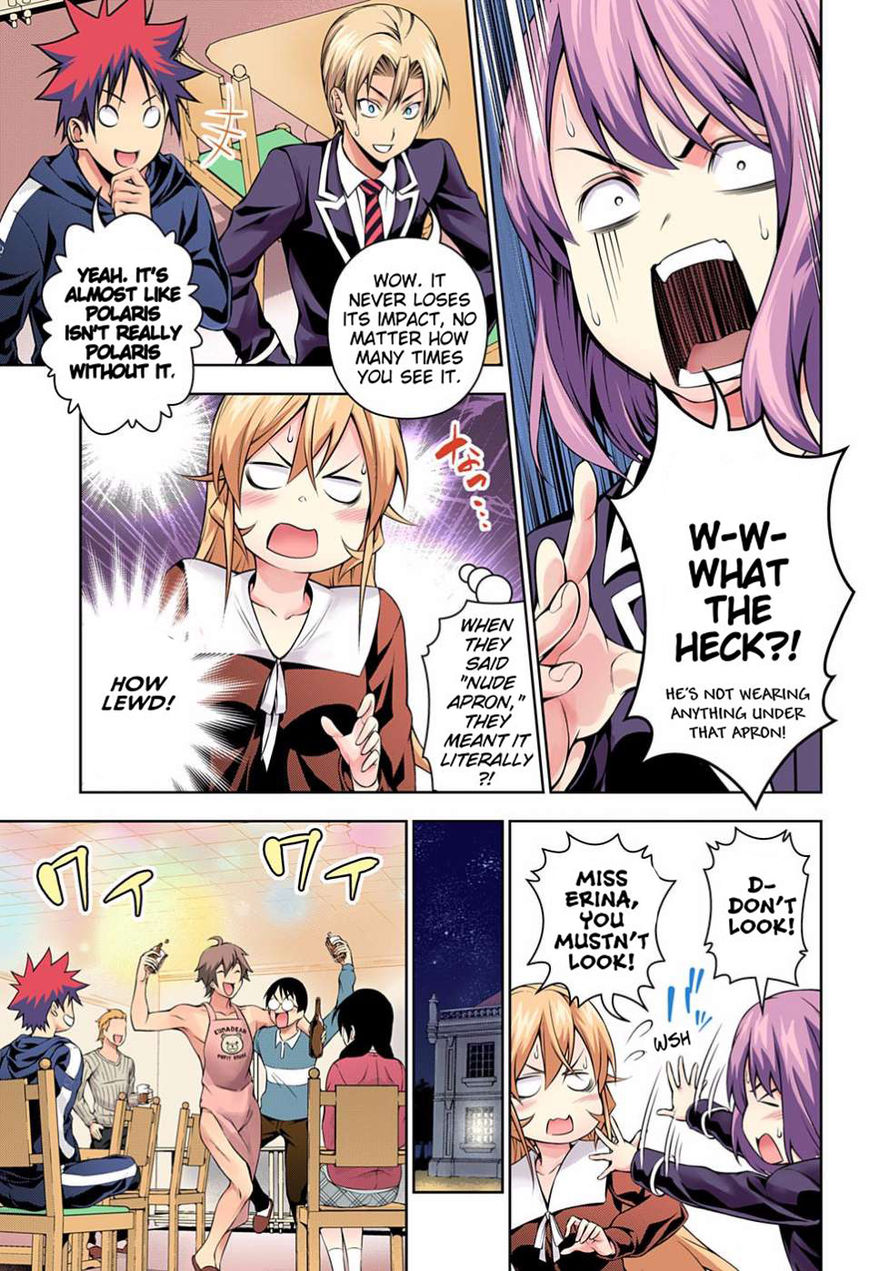 W-W-
WHAT
THE
HECK?!
HE'S NOT WEARING
ANYTHING UNDER
THAT APRON!
WOW. IT
NEVER LOSES
ITS IMPACT, NO
MATTER HOW
MANY TIMES
YOU SEE IT.
YEAH. IT'S
ALMOST LIKE
POLARIS
ISN'T REALLY
POLARIS
WITHOUT IT.
なっ…
WHEN
THEY
SAID
"NUDE
APRON,"
THEY
MEANT IT
LITERALLY
?!
HOW
LEWD!
D-
DON'T
LOOK!
MISS
ERINA,
YOU
MUSTN'T
LOOK!
WSH
ワイ
ワイ
KUMABEAR